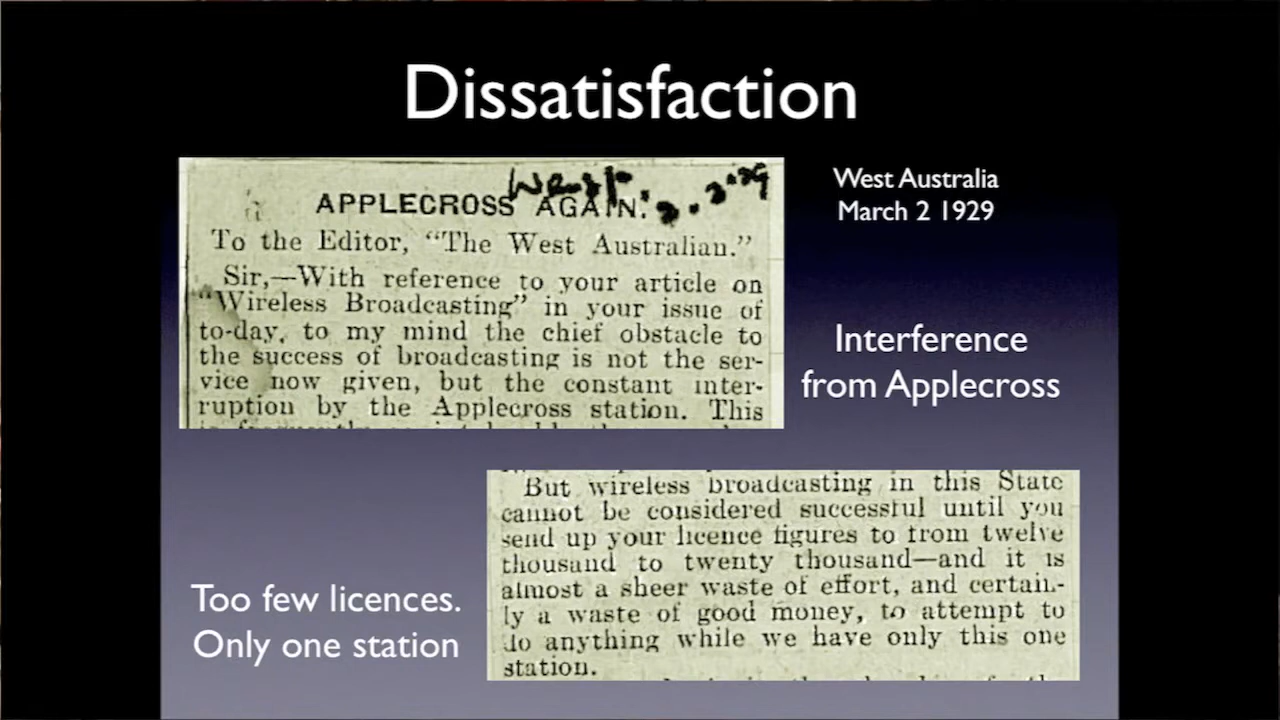 Dissatisfaction
West. 2.3.29
APPLECROSS AGAIN.
To the Editor, "The West Australian."
Sir,—With reference to your article on
"Wireless Broadcasting" in your issue of
to-day, to my mind the chief obstacle to
the success of broadcasting is not the ser-
vice now given, but the constant inter-
ruption by the Applecross station. This
West Australia
March 2 1929
Interference
from Applecross
But wireless broadcasting in this State
cannot be considered successful until you
send up your licence figures to from twelve
thousand to twenty thousand—and it is
almost a sheer waste of effort, and certain-
ly a waste of good money, to attempt to
do anything while we have only this one
station.
Too few licences.
Only one station